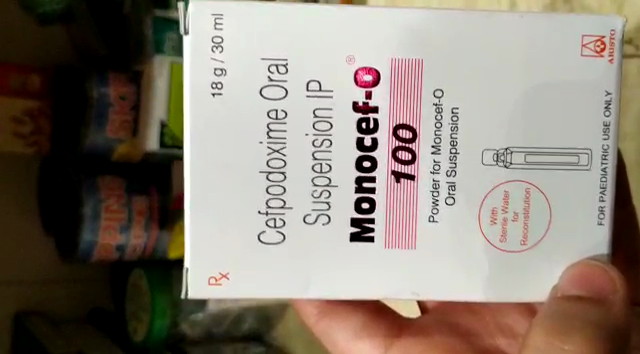 Rx
18 g / 30 ml
Cefpodoxime Oral
Suspension IP
Monocef-O®
100
Powder for Monocef-O
Oral Suspension
With
Sterile Water
for
Reconstitution
FOR PAEDIATRIC USE ONLY
ARISTO